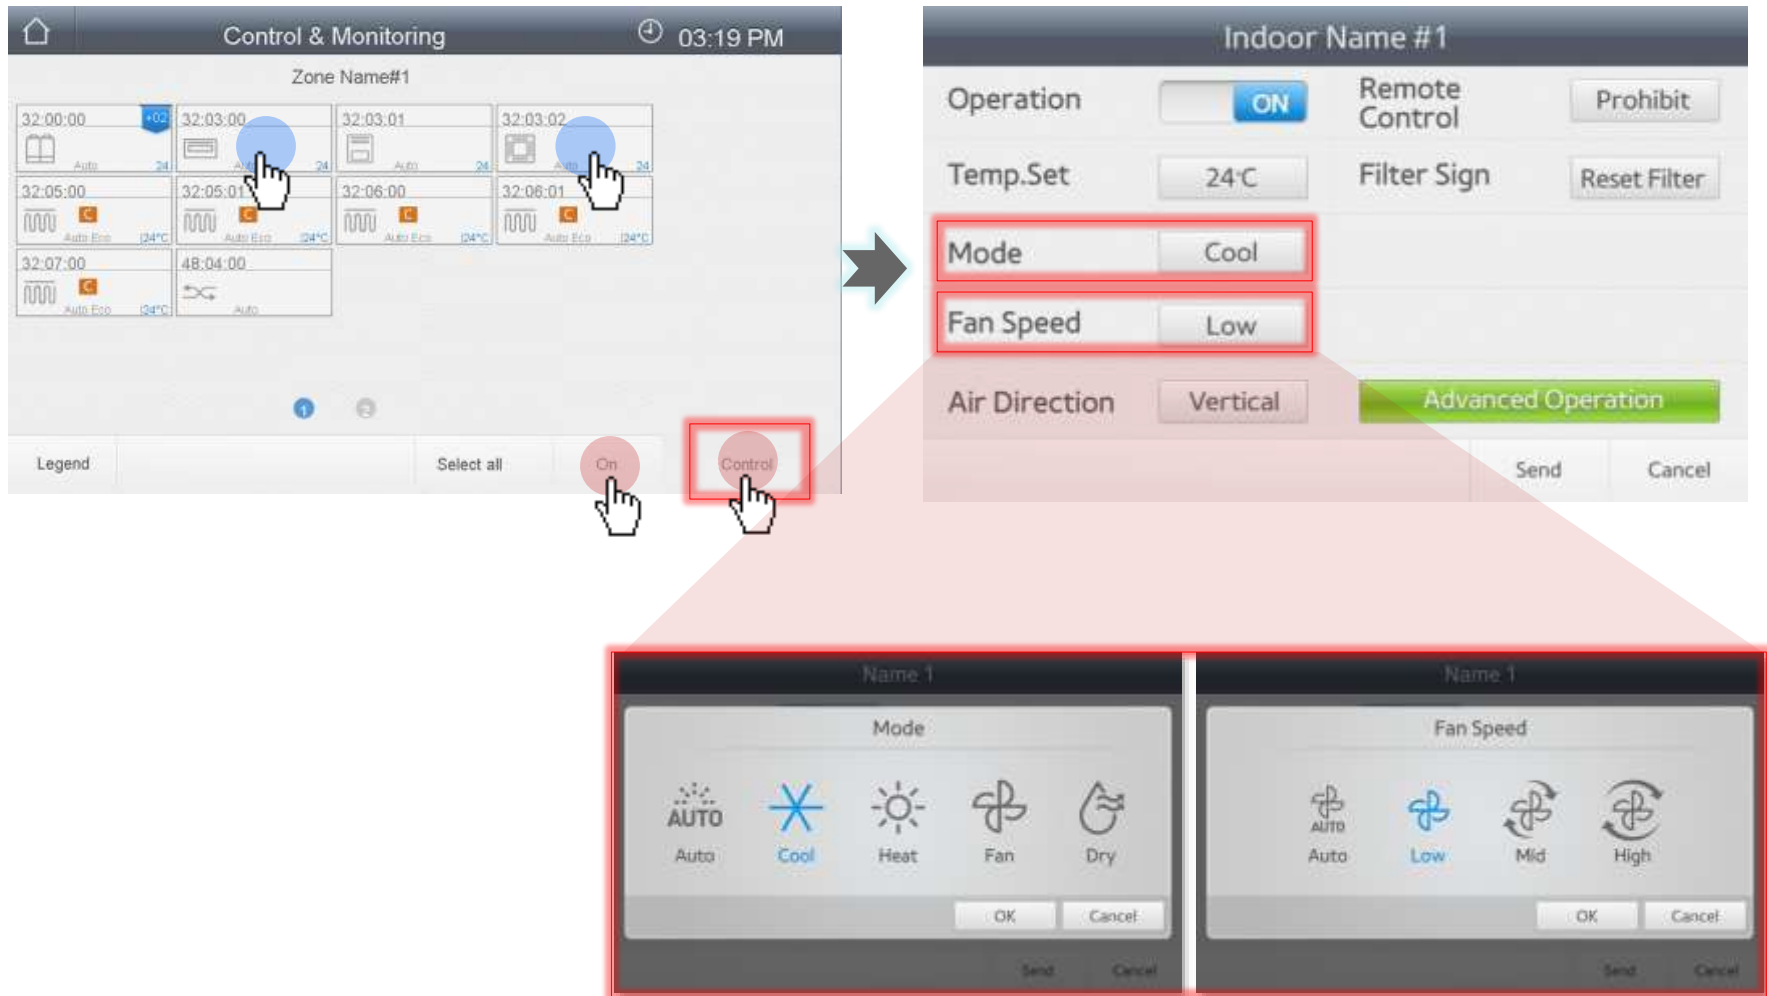 Control & Monitoring
03:19 PM
Zone Name#1
32:00:00 +02 32:03:00 32:03:01 32:03:02
Auto 24 24 Auto 24 Auto 24
32:05:00 32:05:01 32:06:00 32:06:01
C C C C
Auto Eco 24°C Auto Eco 24°C Auto Eco 24°C Auto Eco 24°C
32:07:00 48:04:00
C
Auto Eco 24°C Auto
1 2
Legend Select all On Control
Indoor Name #1
Operation ON Remote Control Prohibit
Temp.Set 24°C Filter Sign Reset Filter
Mode Cool
Fan Speed Low
Air Direction Vertical Advanced Operation
Send Cancel
Name 1
Mode
AUTO
Auto Cool Heat Fan Dry
OK Cancel
Send Cancel
Name 1
Fan Speed
AUTO
Auto Low Mid High
OK Cancel
Send Cancel